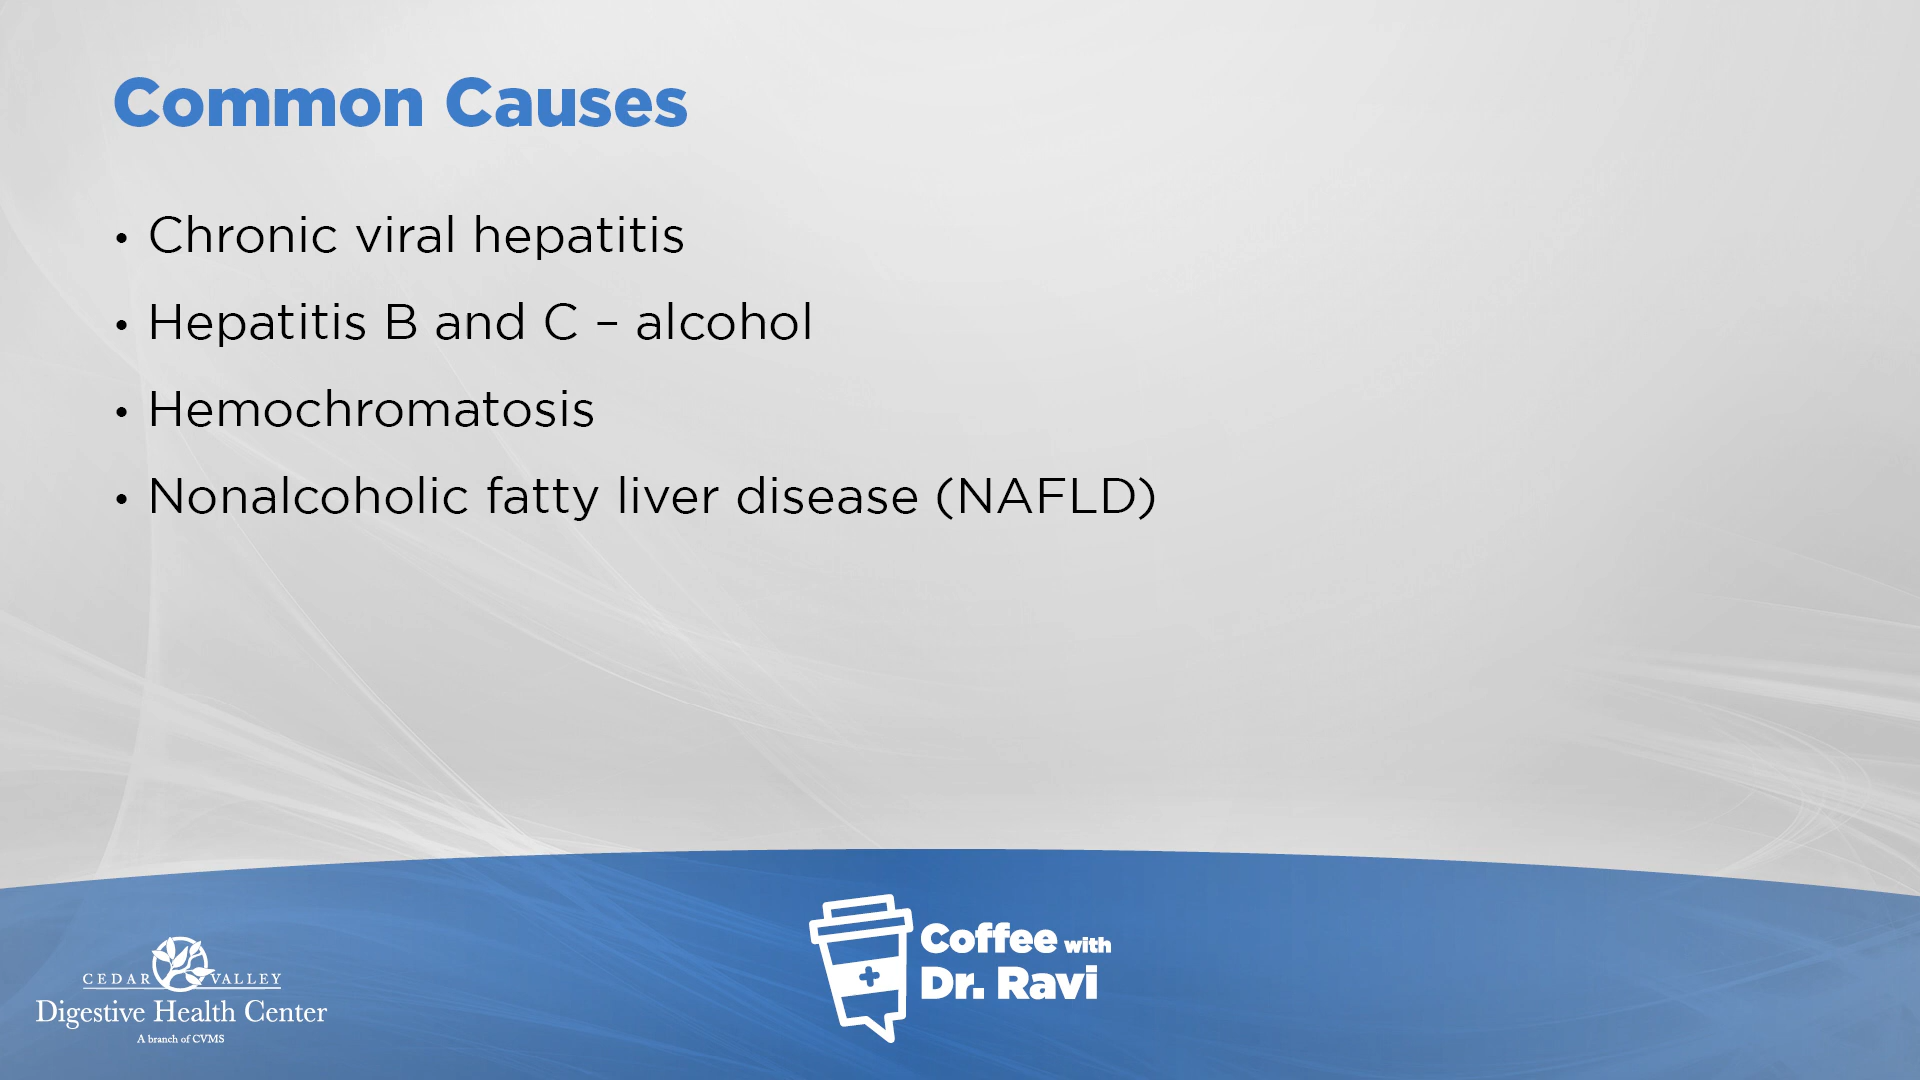 Common Causes
• Chronic viral hepatitis
• Hepatitis B and C – alcohol
• Hemochromatosis
• Nonalcoholic fatty liver disease (NAFLD)
CEDAR VALLEY
Digestive Health Center
A branch of CVMS
Coffee with
Dr. Ravi